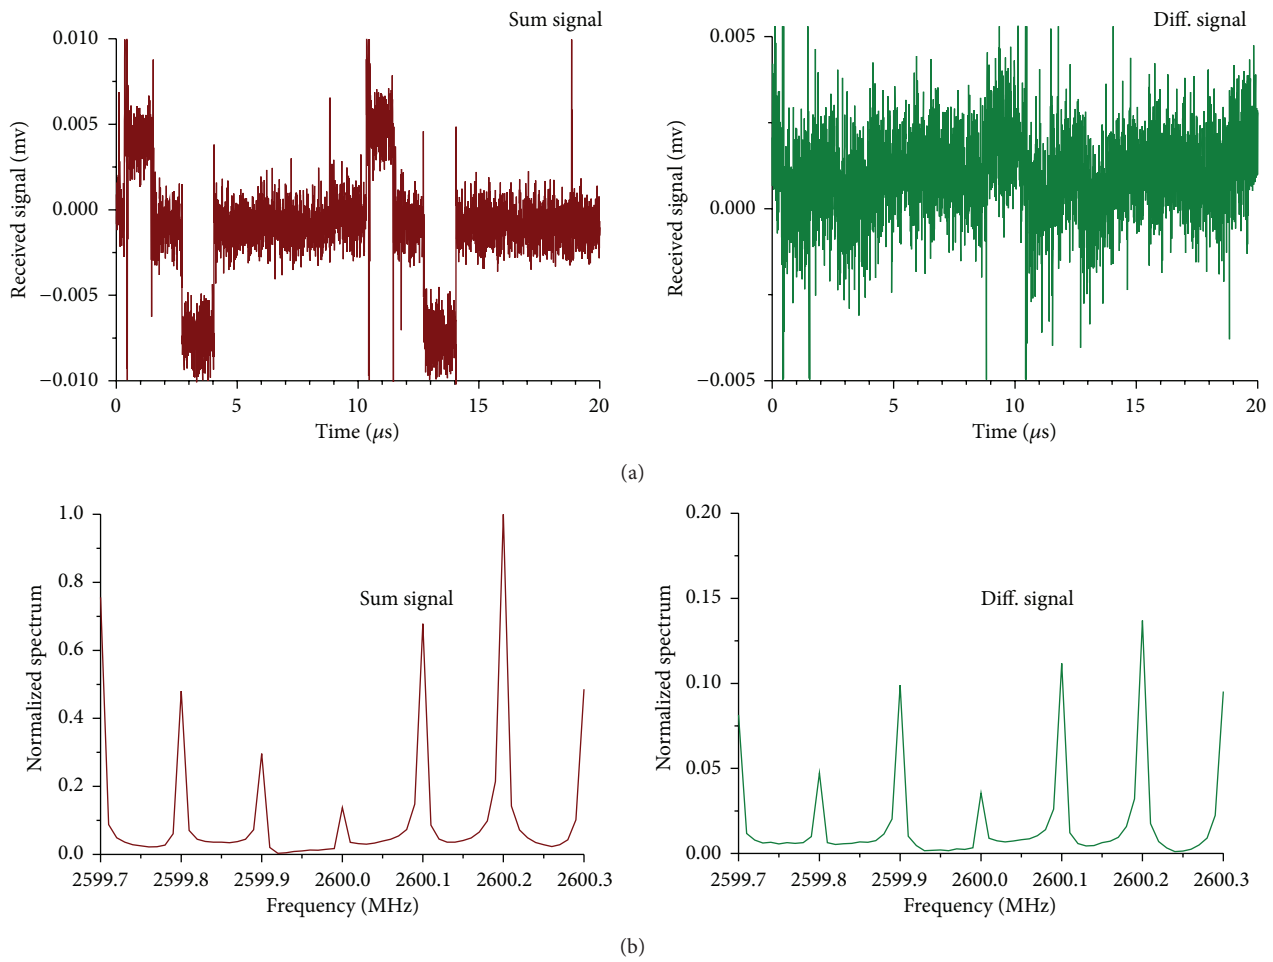 Sum signal
Diff. signal
Received signal (mv)
0.010
0.005
0.000
−0.005
−0.010
0 5 10 15 20
Time (μs)
Received signal (mv)
0.005
0.000
−0.005
0 5 10 15 20
Time (μs)
(a)
Normalized spectrum
1.0
0.8
0.6
0.4
0.2
0.0
Sum signal
2599.7 2599.8 2599.9 2600.0 2600.1 2600.2 2600.3
Frequency (MHz)
Normalized spectrum
0.20
0.15
0.10
0.05
0.00
Diff. signal
2599.7 2599.8 2599.9 2600.0 2600.1 2600.2 2600.3
Frequency (MHz)
(b)